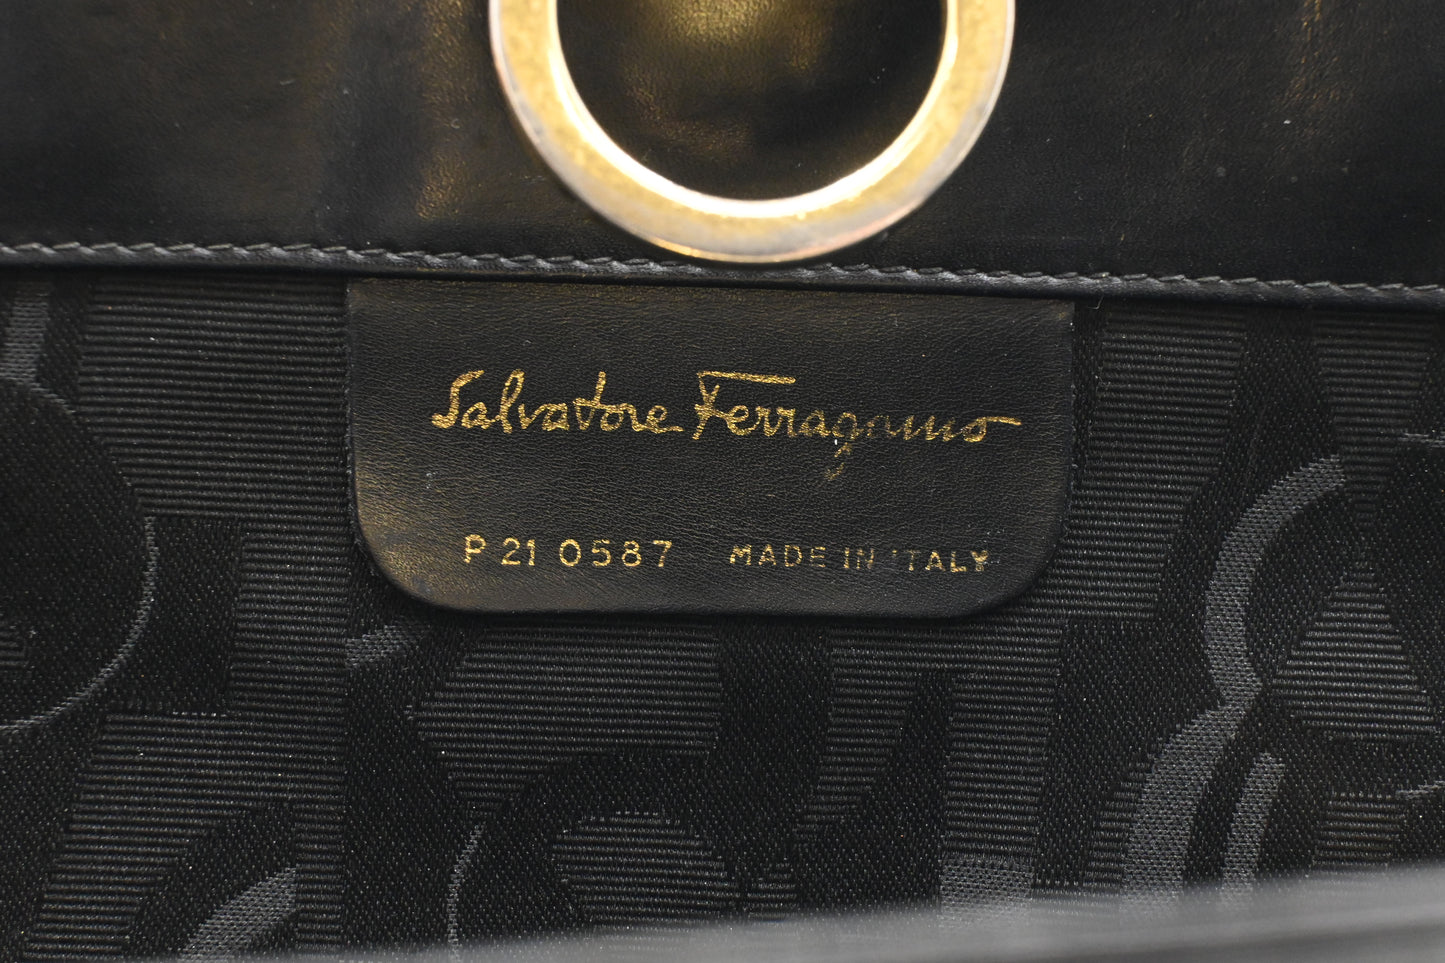 Salvatore Ferragamo
P 21 0587 MADE IN ITALY